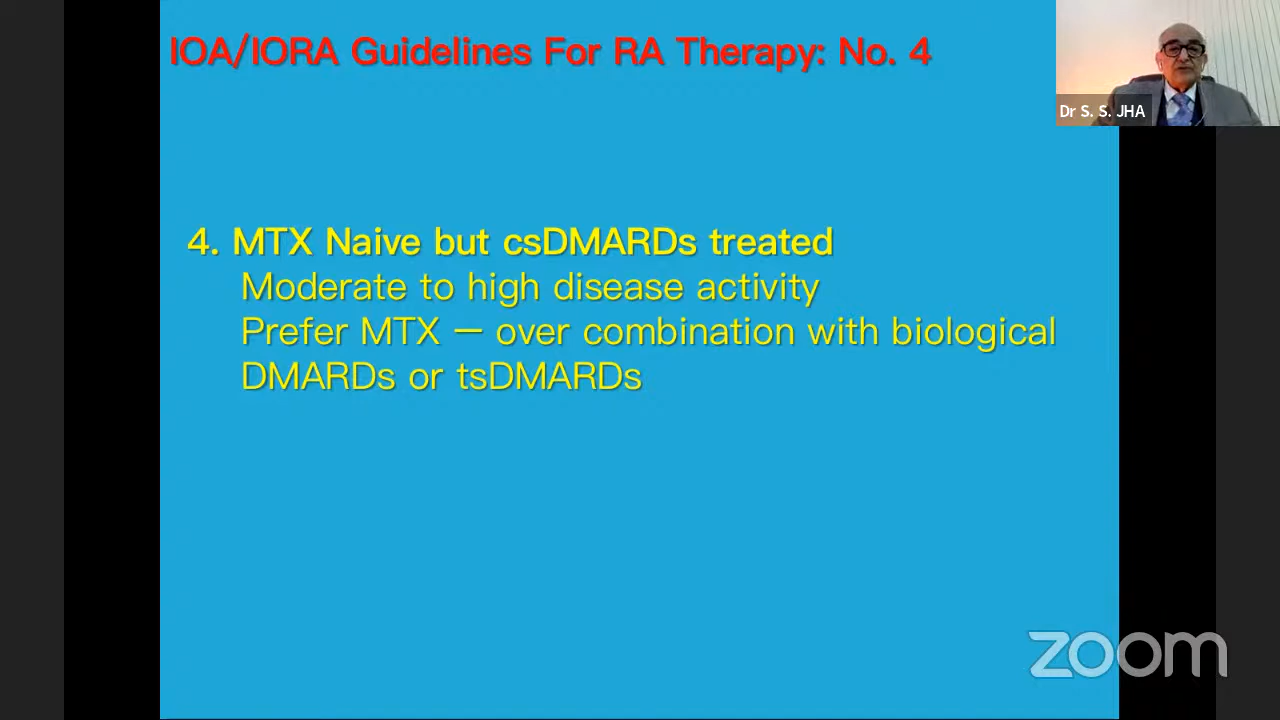 IOA/IORA Guidelines For RA Therapy: No. 4
Dr S. S. JHA
4. MTX Naive but csDMARDs treated
Moderate to high disease activity
Prefer MTX – over combination with biological
DMARDs or tsDMARDs
zoom